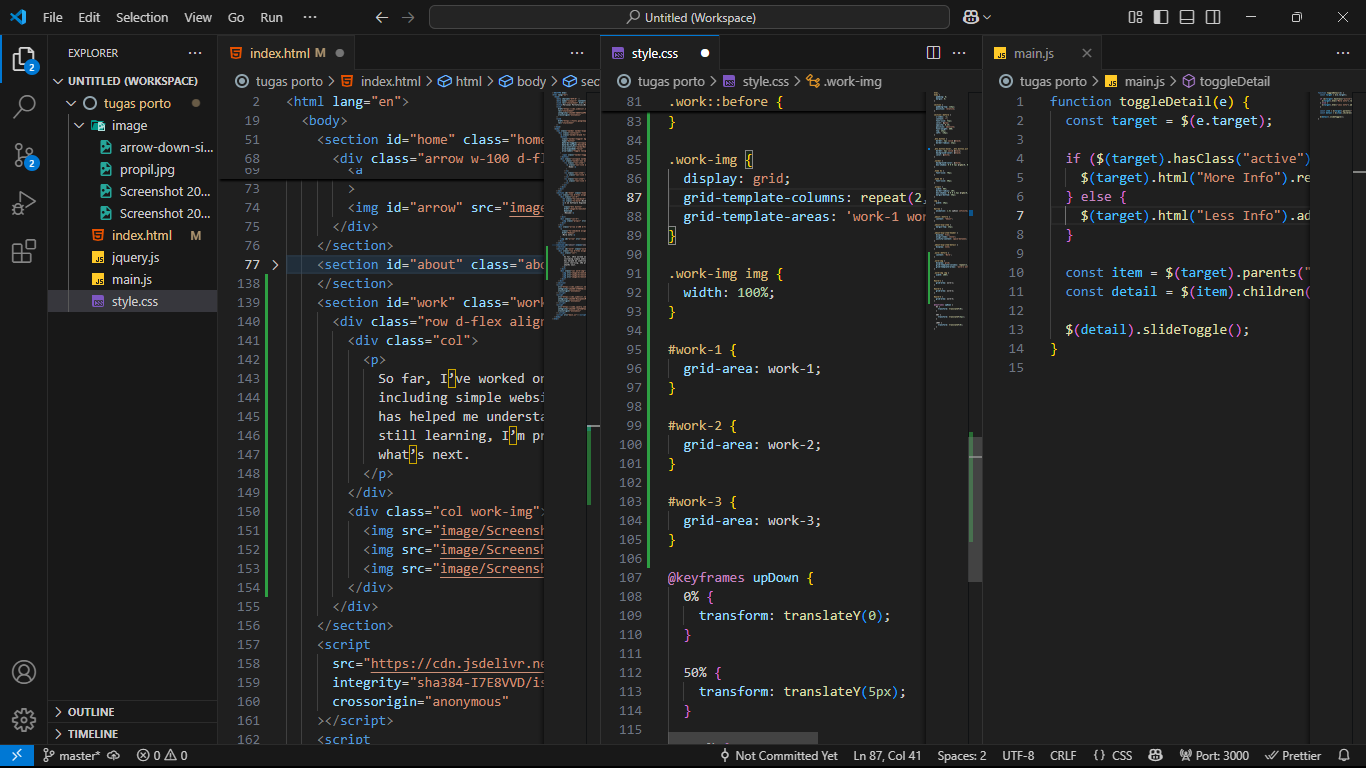 File Edit Selection View Go Run ··· Untitled (Workspace)
EXPLORER ···
UNTITLED (WORKSPACE)
tugas porto
image
arrow-down-si...
propil.jpg
Screenshot 20...
Screenshot 20...
index.html M
jquery.js
main.js
style.css
OUTLINE
TIMELINE
2
2
index.html M
tugas porto > index.html > html > body > sec
2 <html lang="en">
19 <body>
51 <section id="home" class="home
68 <div class="arrow w-100 d-fl
69 <a
73 >
74 <img id="arrow" src="image
75 </div>
76 </section>
77 <section id="about" class="abo
138 </section>
139 <section id="work" class="work
140 <div class="row d-flex align
141 <div class="col">
142 <p>
143 So far, I’ve worked on
144 including simple websi
145 has helped me understa
146 still learning, I’m pr
147 what’s next.
148 </p>
149 </div>
150 <div class="col work-img">
151 <img src="image/Screensh
152 <img src="image/Screensh
153 <img src="image/Screensh
154 </div>
155 </div>
156 </section>
157 <script
158 src="https://cdn.jsdelivr.ne
159 integrity="sha384-I7E8VVD/is
160 crossorigin="anonymous"
161 ></script>
162 <script
style.css
tugas porto > style.css > .work-img
81 .work::before {
83 }
84
85 .work-img {
86 display: grid;
87 grid-template-columns: repeat(2,
88 grid-template-areas: 'work-1 wor
89 }
90
91 .work-img img {
92 width: 100%;
93 }
94
95 #work-1 {
96 grid-area: work-1;
97 }
98
99 #work-2 {
100 grid-area: work-2;
101 }
102
103 #work-3 {
104 grid-area: work-3;
105 }
106
107 @keyframes upDown {
108 0% {
109 transform: translateY(0);
110 }
111
112 50% {
113 transform: translateY(5px);
114 }
115
main.js
tugas porto > main.js > toggleDetail
1 function toggleDetail(e) {
2 const target = $(e.target);
3
4 if ($(target).hasClass("active")
5 $(target).html("More Info").re
6 } else {
7 $(target).html("Less Info").ad
8 }
9
10 const item = $(target).parents("
11 const detail = $(item).children(
12
13 $(detail).slideToggle();
14 }
15
master* 0 0 Not Committed Yet Ln 87, Col 41 Spaces: 2 UTF-8 CRLF { } CSS Port: 3000 Prettier